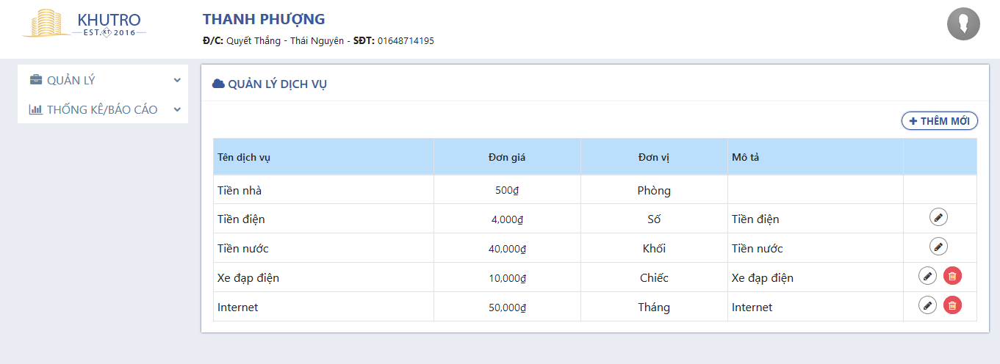 KHUTRO
EST. KT 2016
THANH PHƯỢNG
Đ/C: Quyết Thắng - Thái Nguyên - SĐT: 01648714195
QUẢN LÝ
THỐNG KÊ/BÁO CÁO
QUẢN LÝ DỊCH VỤ
THÊM MỚI
Tên dịch vụ Đơn giá Đơn vị Mô tả
Tiền nhà 500₫ Phòng
Tiền điện 4,000₫ Số Tiền điện
Tiền nước 40,000₫ Khối Tiền nước
Xe đạp điện 10,000₫ Chiếc Xe đạp điện
Internet 50,000₫ Tháng Internet